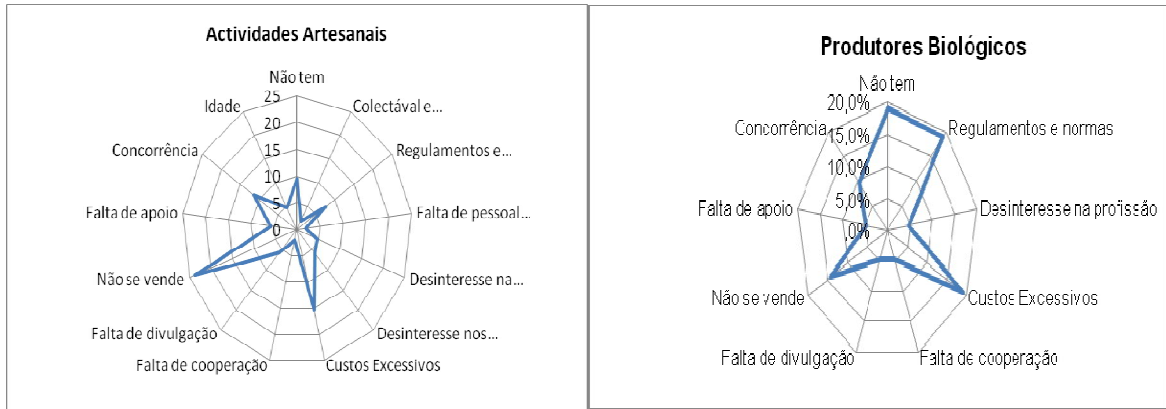 Actividades Artesanais
Não tem
25
20
15
10
5
0
Colectával e...
Regulamentos e...
Falta de pessoal...
Desinteresse na...
Desinteresse nos...
Custos Excessivos
Falta de cooperação
Falta de divulgação
Não se vende
Falta de apoio
Concorrência
Idade
Produtores Biológicos
Não tem
20,0%
15,0%
10,0%
5,0%
,0%
Regulamentos e normas
Desinteresse na profissão
Custos Excessivos
Falta de cooperação
Falta de divulgação
Não se vende
Falta de apoio
Concorrência